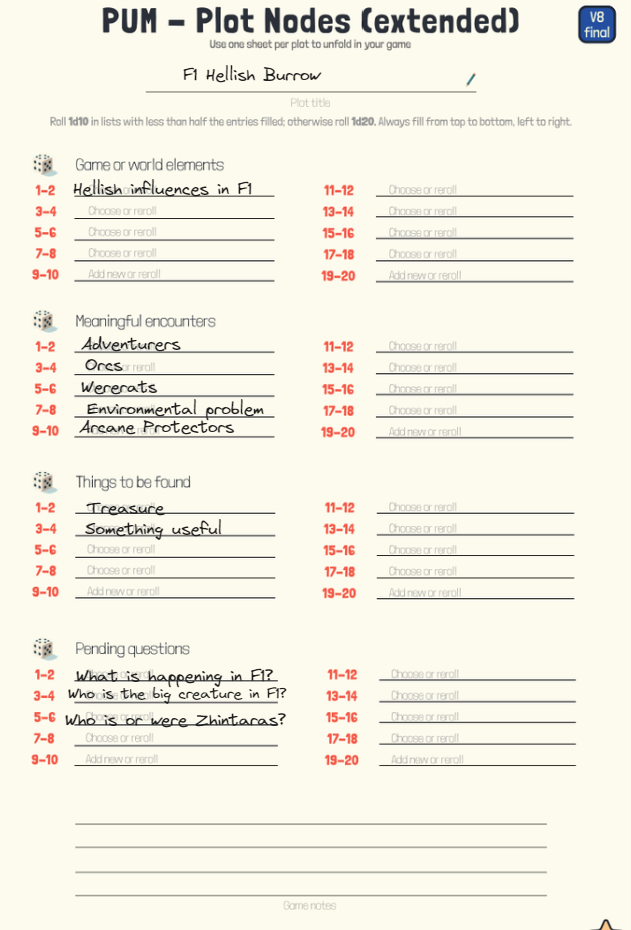 PUM – Plot Nodes (extended)
V8
final
Use one sheet per plot to unfold in your game
F1 Hellish Burrow
Plot title
Roll 1d10 in lists with less than half the entries filled; otherwise roll 1d20. Always fill from top to bottom, left to right.
Game or world elements
1–2 Hellish influences in F1 11–12 Choose or reroll
3–4 Choose or reroll 13–14 Choose or reroll
5–6 Choose or reroll 15–16 Choose or reroll
7–8 Choose or reroll 17–18 Choose or reroll
9–10 Add new or reroll 19–20 Add new or reroll
Meaningful encounters
1–2 Adventurers 11–12 Choose or reroll
3–4 Orcs or reroll 13–14 Choose or reroll
5–6 Wererats 15–16 Choose or reroll
7–8 Environmental problem 17–18 Choose or reroll
9–10 Arcane Protectors 19–20 Add new or reroll
Things to be found
1–2 Treasure 11–12 Choose or reroll
3–4 Something useful 13–14 Choose or reroll
5–6 Choose or reroll 15–16 Choose or reroll
7–8 Choose or reroll 17–18 Choose or reroll
9–10 Add new or reroll 19–20 Add new or reroll
Pending questions
1–2 What is happening in F1? 11–12 Choose or reroll
3–4 Who is the big creature in F1? 13–14 Choose or reroll
5–6 Who is or were Zhintaras? 15–16 Choose or reroll
7–8 Choose or reroll 17–18 Choose or reroll
9–10 Add new or reroll 19–20 Add new or reroll
Game notes